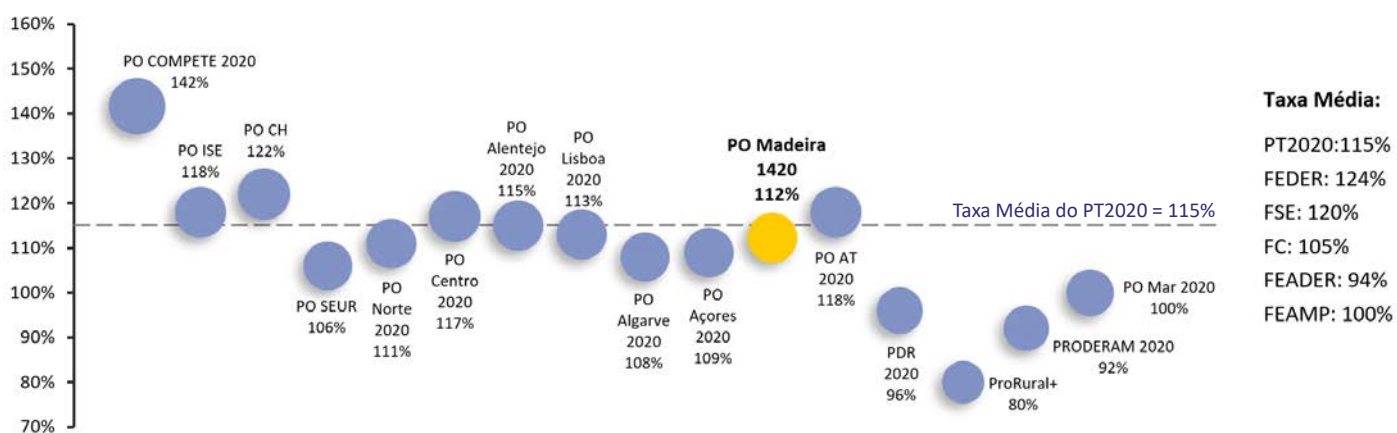 160%
150%
140%
130%
120%
110%
100%
90%
80%
70%
PO COMPETE 2020
142%
PO ISE
118%
PO CH
122%
PO SEUR
106%
PO
Norte
2020
111%
PO
Centro
2020
117%
PO
Alentejo
2020
115%
PO
Lisboa
2020
113%
PO
Algarve
2020
108%
PO
Açores
2020
109%
PO Madeira
1420
112%
PO AT
2020
118%
PDR
2020
96%
ProRural+
80%
PRODERAM 2020
92%
PO Mar 2020
100%
Taxa Média do PT2020 = 115%
Taxa Média:
PT2020:115%
FEDER: 124%
FSE: 120%
FC: 105%
FEADER: 94%
FEAMP: 100%